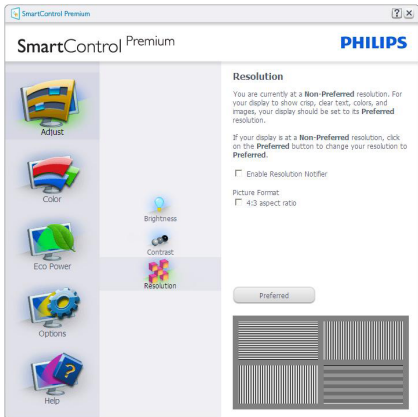 SmartControl Premium
? x
SmartControl Premium
PHILIPS
Adjust
Color
Eco Power
Options
Help
Brightness
Contrast
Resolution
Resolution
You are currently at a Non-Preferred resolution. For
your display to show crisp, clear text, colors, and
images, your display should be set to its Preferred
resolution.
If your display is at a Non-Preferred resolution, click
on the Preferred button to change your resolution to
Preferred.
Enable Resolution Notifier
Picture Format
4:3 aspect ratio
Preferred
?